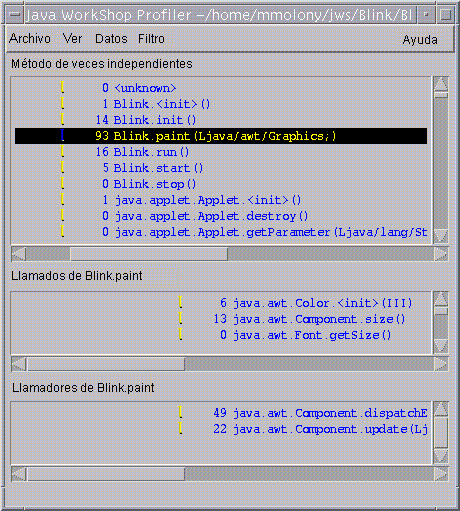 Java WorkShop Profiler -/home/mmolony/jws/Blink/Bl
Archivo Ver Datos Filtro Ayuda
Método de veces independientes
! 0 <unknown>
! 1 Blink.<init>()
! 14 Blink.init()
! 93 Blink.paint(Ljava/awt/Graphics;)
! 16 Blink.run()
! 5 Blink.start()
! 0 Blink.stop()
! 1 java.applet.Applet.<init>()
! 0 java.applet.Applet.destroy()
! 0 java.applet.Applet.getParameter(Ljava/lang/St
Llamados de Blink.paint
! 6 java.awt.Color.<init>(III)
! 13 java.awt.Component.size()
! 0 java.awt.Font.getSize()
Llamadores de Blink.paint
! 49 java.awt.Component.dispatchE
! 22 java.awt.Component.update(Lj